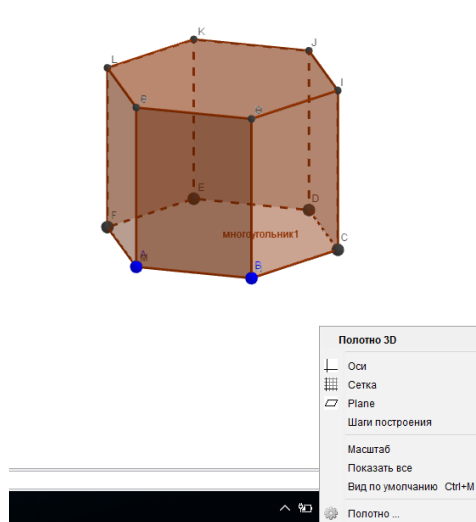 K
J
L
I
E
D
F
многоугольник1
C
B
Полотно 3D
Оси
Сетка
Plane
Шаги построения
Масштаб
Показать все
Вид по умолчанию Ctrl+M
Полотно ...